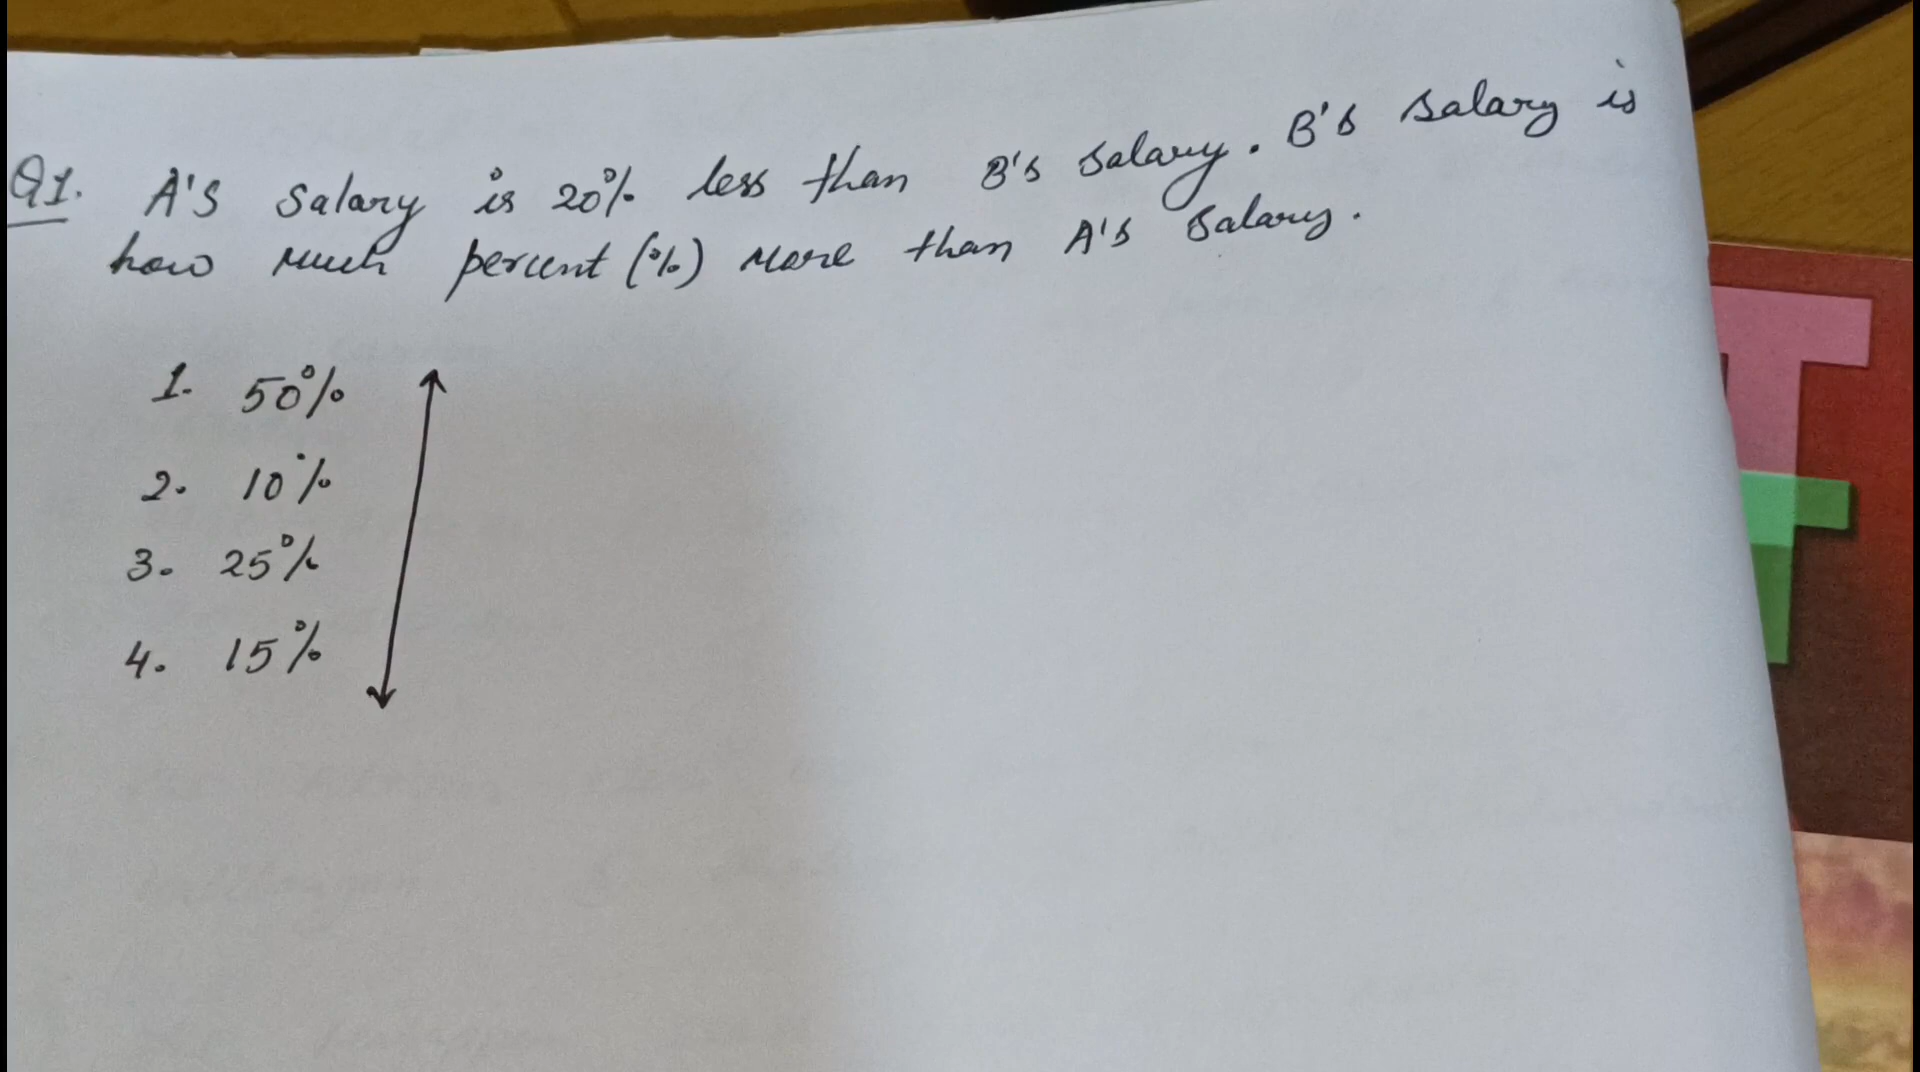 Q1. A's salary is 20% less than B's salary. B's salary is
how much percent (%) more than A's salary.
1. 50%
2. 10%
3. 25%
4. 15%